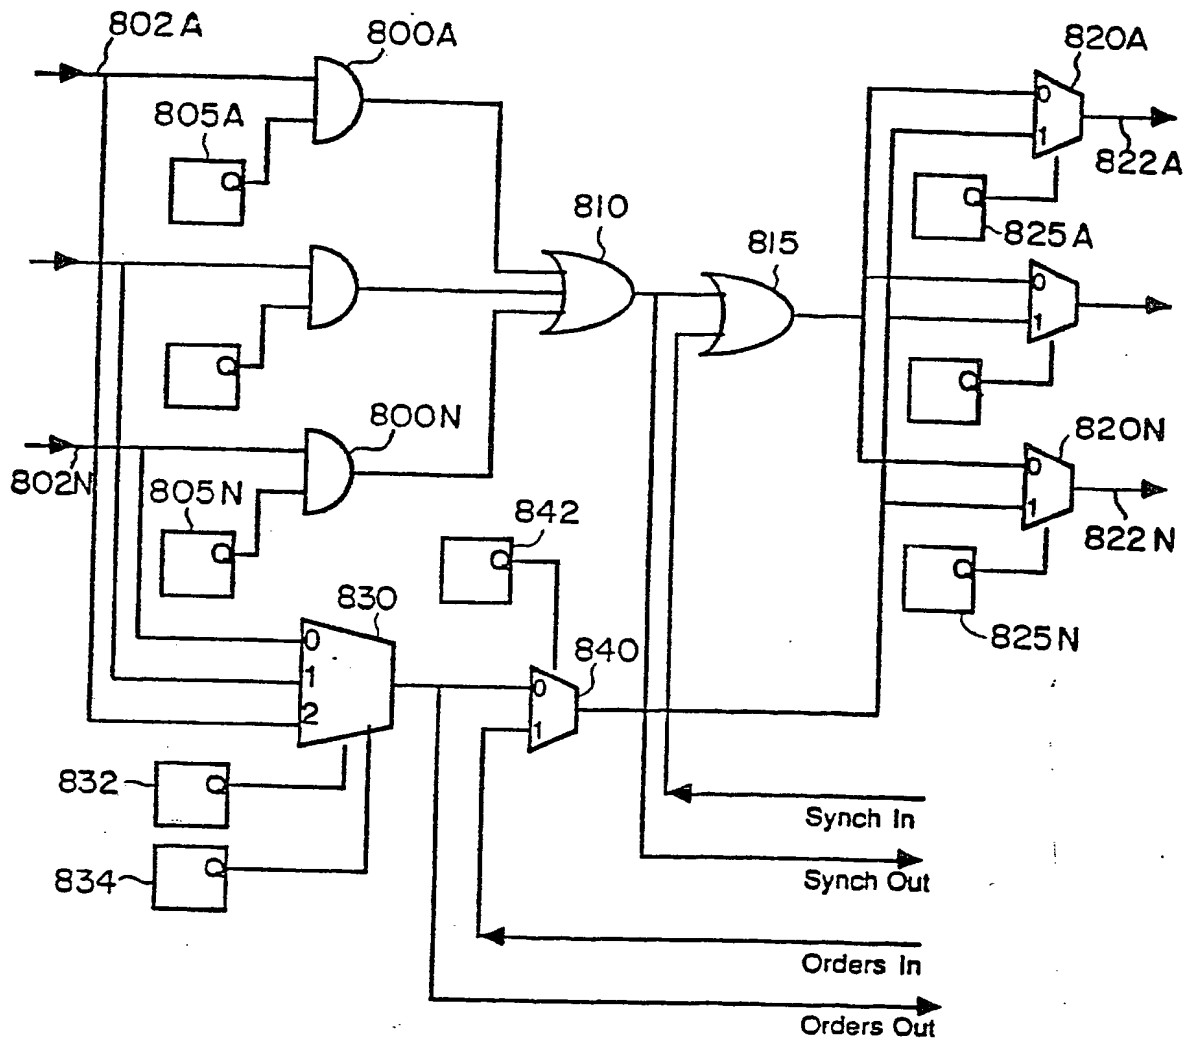 802A
800A
820A
805A
0
1
822A
Q
Q
825A
810
815
0
1
Q
Q
800N
820N
802N
805N
0
1
842
822N
Q
Q
Q
825N
830
0
1
2
840
0
1
832
Q
Synch In
834
Q
Synch Out
Orders In
Orders Out